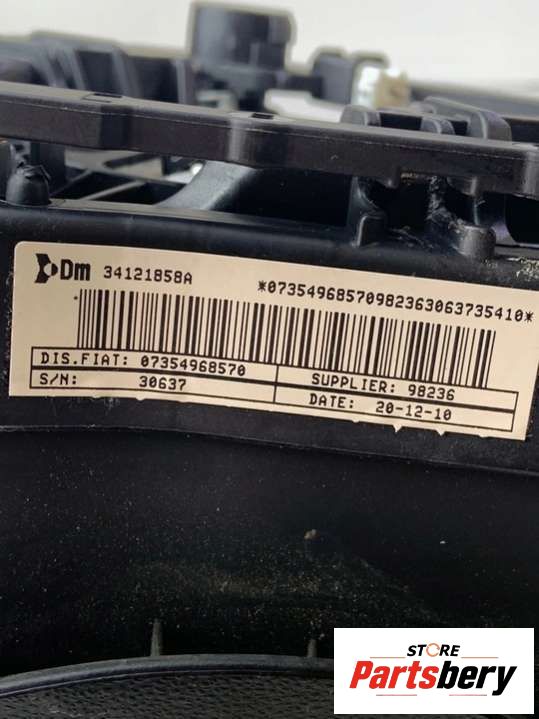 Dm 34121858A
*07354968570982363063735410*
DIS.FIAT: 07354968570
SUPPLIER: 98236
S/N: 30637
DATE: 20-12-10
STORE
Partsbery